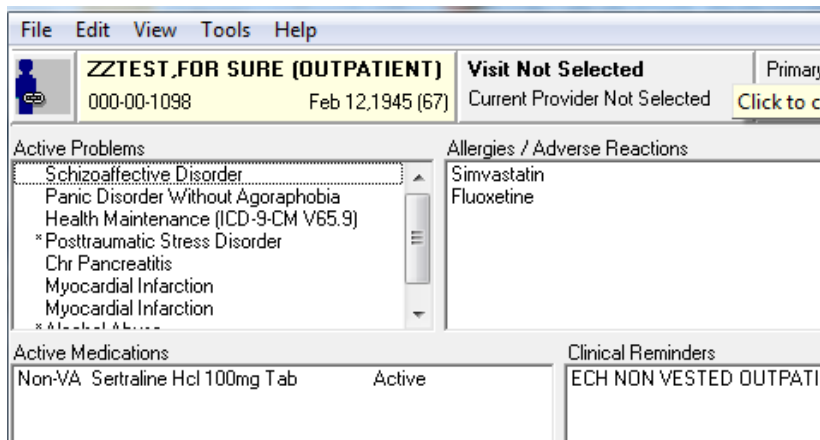 File Edit View Tools Help
ZZTEST,FOR SURE (OUTPATIENT)
000-00-1098 Feb 12,1945 (67)
Visit Not Selected
Current Provider Not Selected
Primary
Click to c
Active Problems
Schizoaffective Disorder
Panic Disorder Without Agoraphobia
Health Maintenance (ICD-9-CM V65.9)
*Posttraumatic Stress Disorder
Chr Pancreatitis
Myocardial Infarction
Myocardial Infarction
*Alcohol Abuse
Allergies / Adverse Reactions
Simvastatin
Fluoxetine
Active Medications
Non-VA Sertraline Hcl 100mg Tab Active
Clinical Reminders
ECH NON VESTED OUTPATI